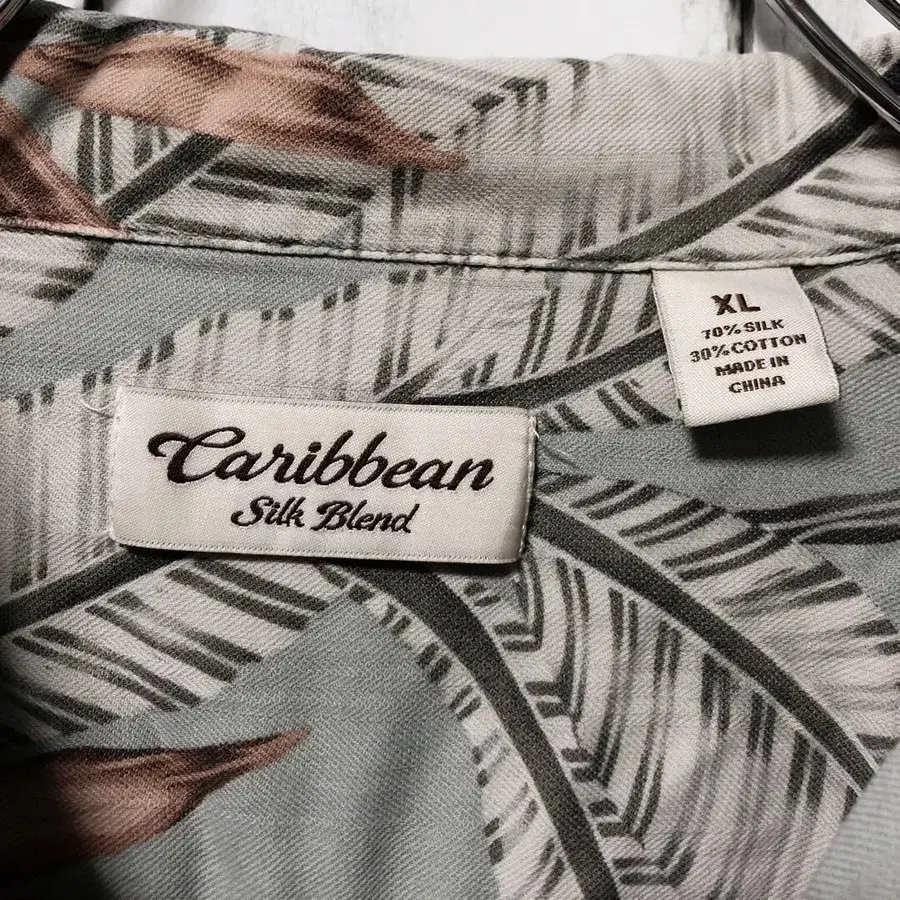 Caribbean
Silk Blend
XL
70% SILK
30% COTTON
MADE IN
CHINA